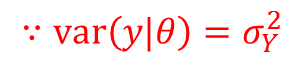 ∵ var(y|θ) = σ_Y^2